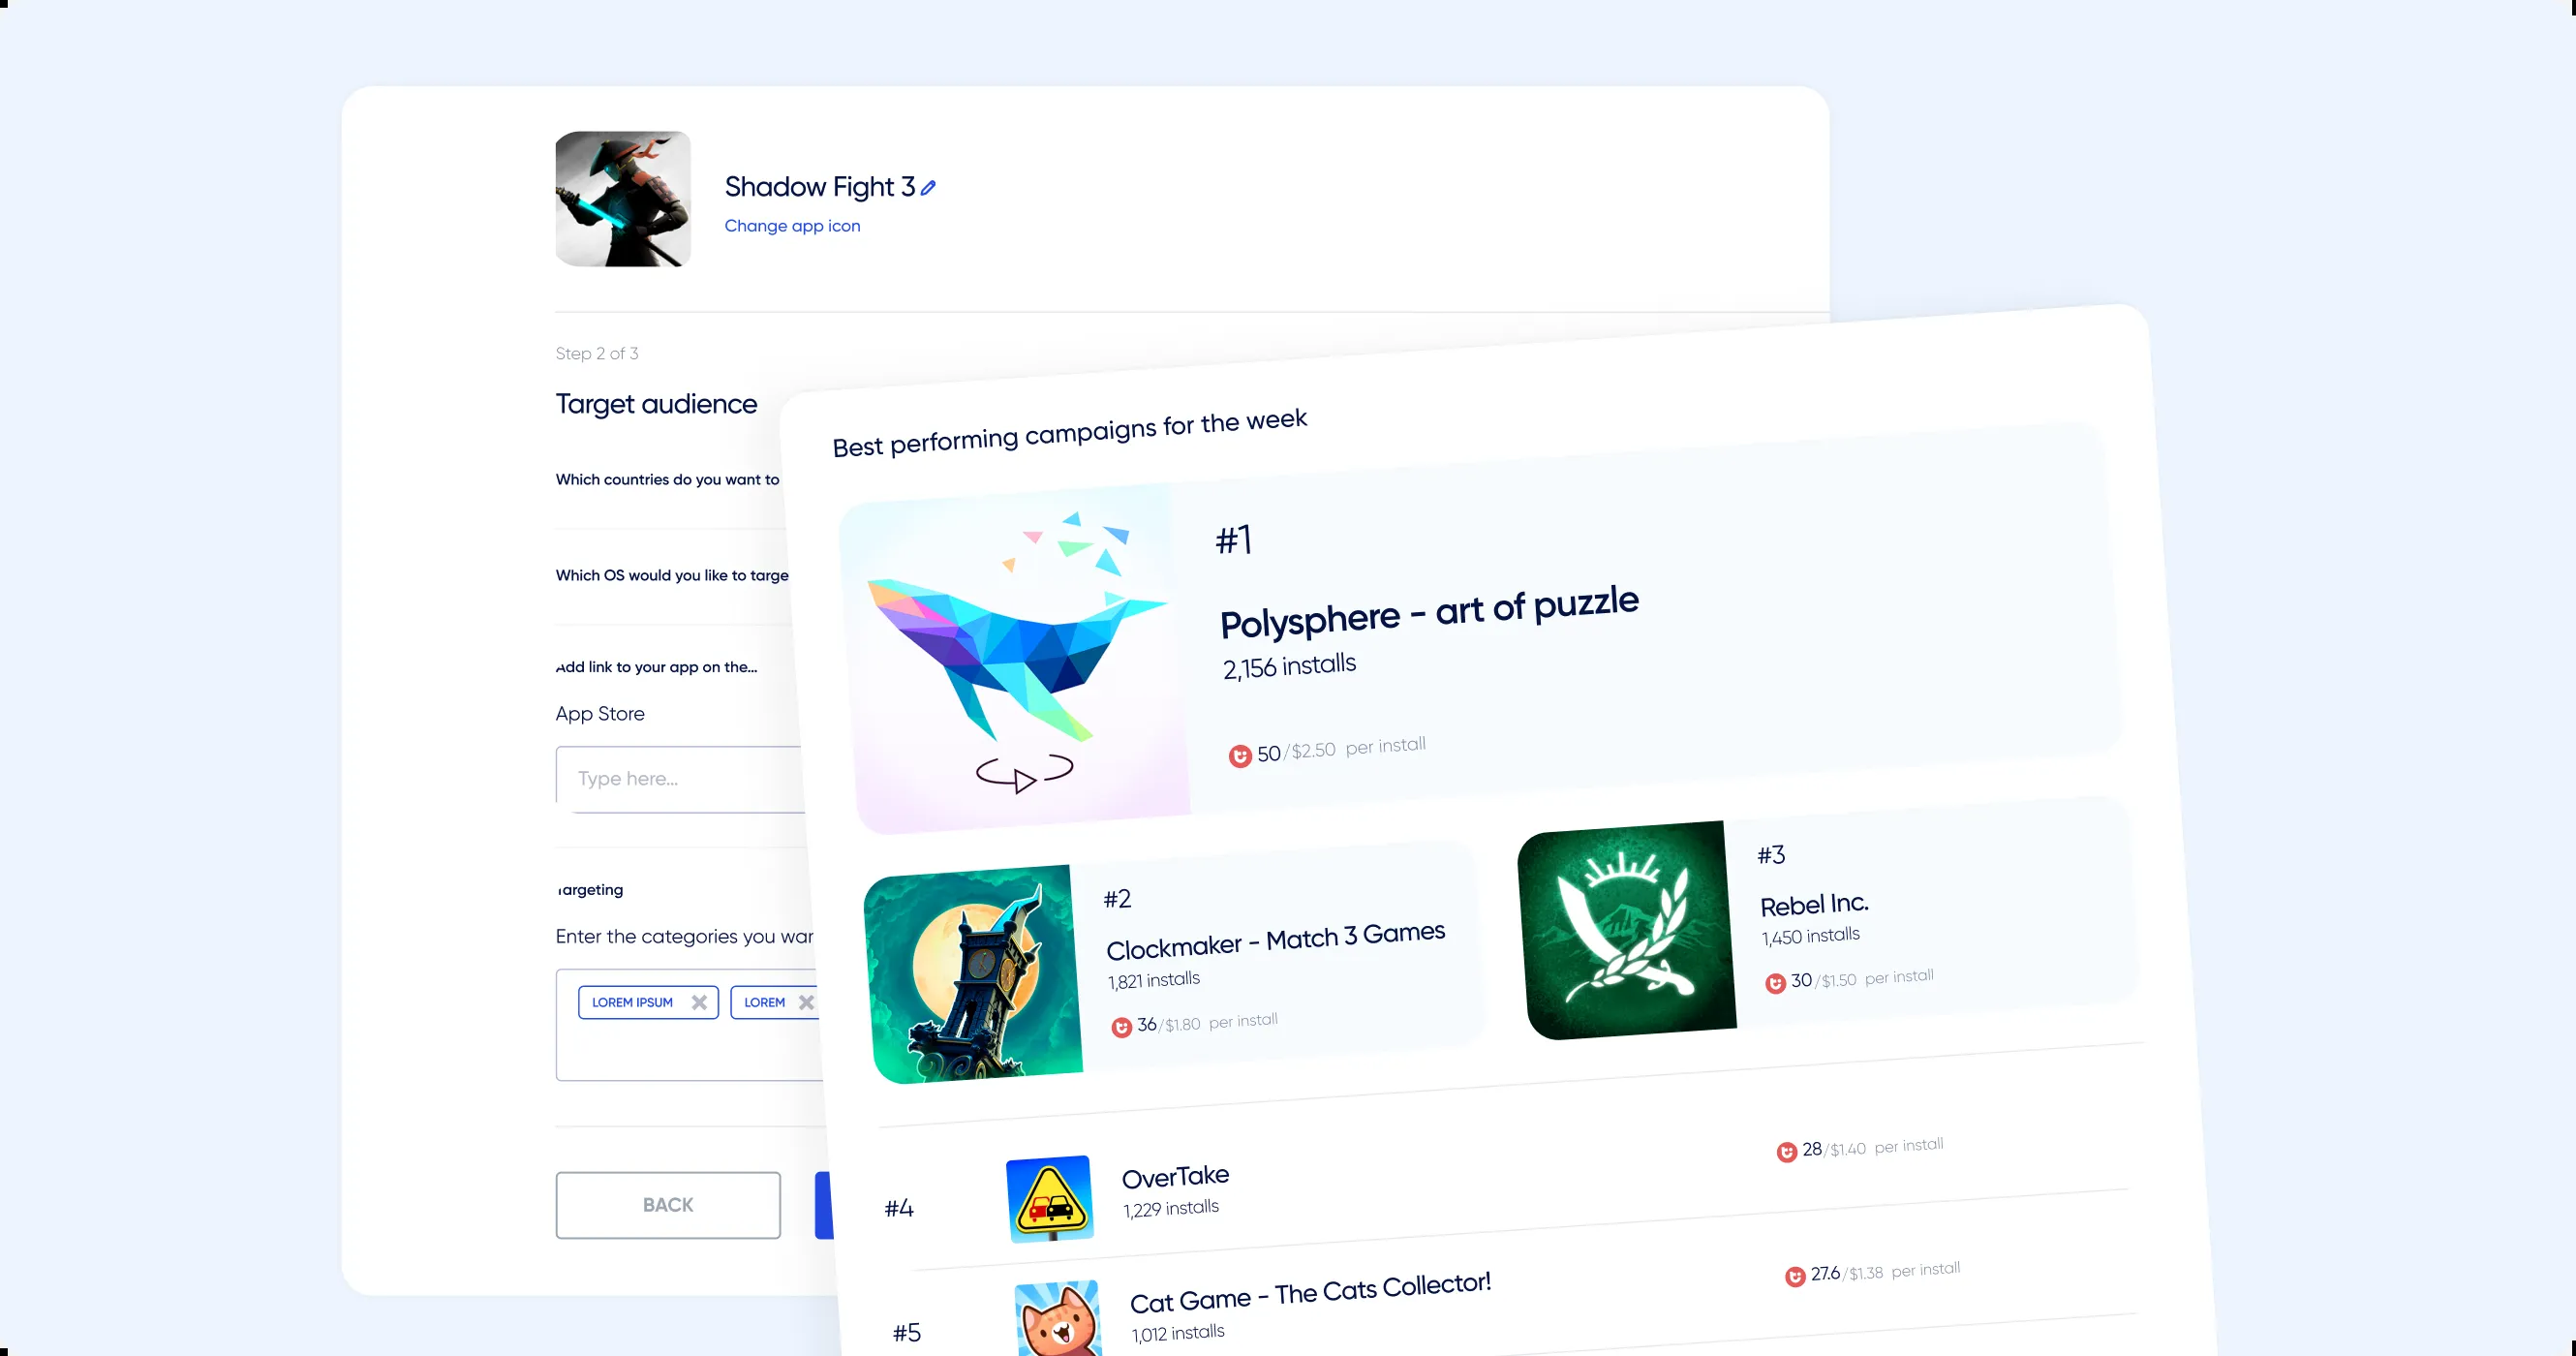 Shadow Fight 3
Change app icon
Step 2 of 3
Target audience
Which countries do you want to
Which OS would you like to targe
Add link to your app on the...
App Store
Type here...
Targeting
Enter the categories you wan
LOREM IPSUM
LOREM
BACK
Best performing campaigns for the week
#1
Polysphere - art of puzzle
2,156 installs
50/$2.50 per install
#2
Clockmaker - Match 3 Games
1,821 installs
36/$1.80 per install
#3
Rebel Inc.
1,450 installs
30/$1.50 per install
#4
OverTake
1,229 installs
28/$1.40 per install
#5
Cat Game - The Cats Collector!
1,012 installs
27.6/$1.38 per install